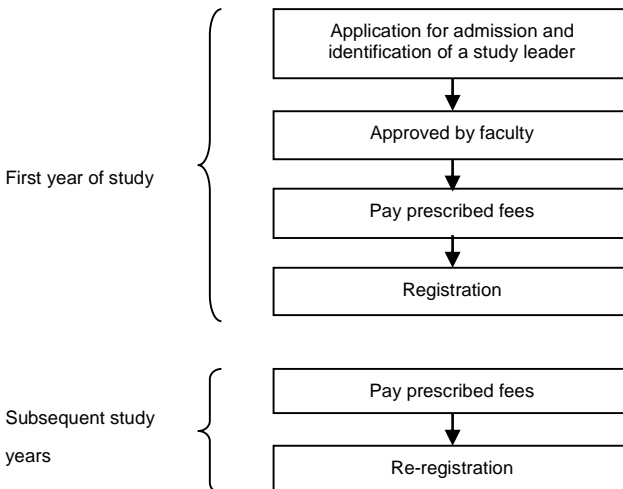 Application for admission and
identification of a study leader
Approved by faculty
First year of study
Pay prescribed fees
Registration
Pay prescribed fees
Subsequent study
years
Re-registration